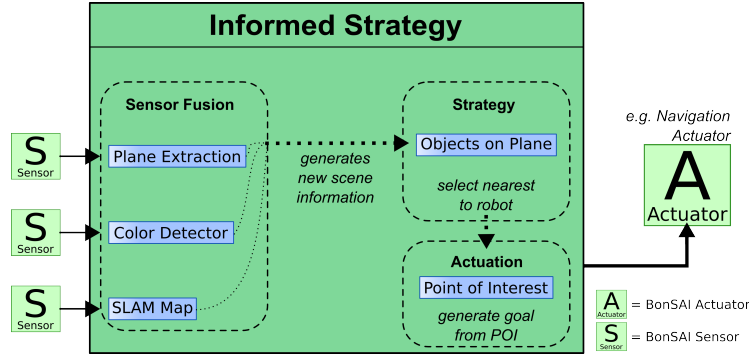 Informed Strategy
Sensor Fusion
Strategy
S
Sensor
Plane Extraction
S
Sensor
Color Detector
S
Sensor
SLAM Map
generates
new scene
information
Objects on Plane
select nearest
to robot
Actuation
Point of Interest
generate goal
from POI
e.g. Navigation
Actuator
A
Actuator
A
Actuator
= BonSAI Actuator
S
Sensor
= BonSAI Sensor